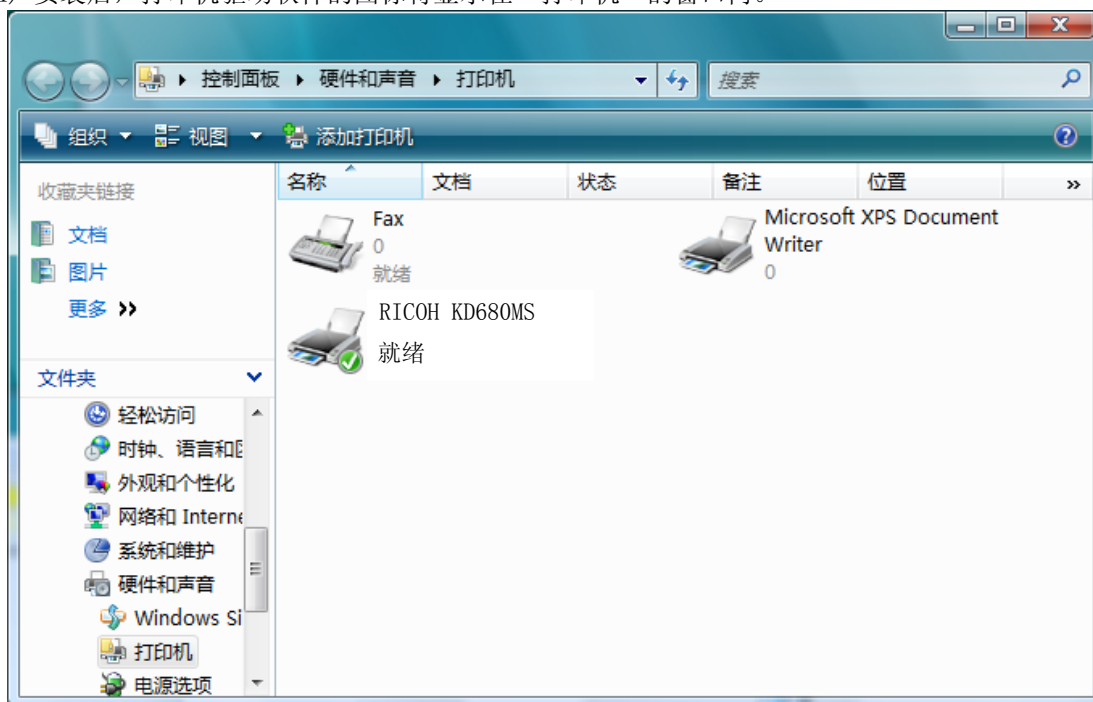 安装后，打印机驱动软件的图标将显示在“打印机”的窗口内。
控制面板 ▸ 硬件和声音 ▸ 打印机
搜索
组织 视图 添加打印机
收藏夹链接
文档
图片
更多 »
文件夹
轻松访问
时钟、语言和区
外观和个性化
网络和 Interne
系统和维护
硬件和声音
Windows Si
打印机
电源选项
名称 文档 状态 备注 位置 »
Fax
0
就绪
Microsoft XPS Document
Writer
0
RICOH KD680MS
就绪